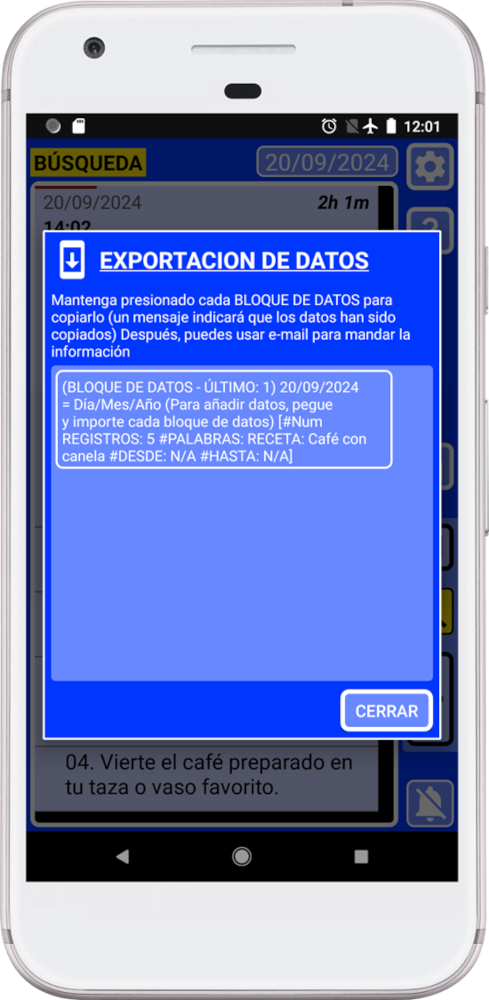 12:01
BÚSQUEDA
20/09/2024
20/09/2024
2h 1m
14:02
?
EXPORTACION DE DATOS
Mantenga presionado cada BLOQUE DE DATOS para
copiarlo (un mensaje indicará que los datos han sido
copiados) Después, puedes usar e-mail para mandar la
información
(BLOQUE DE DATOS - ÚLTIMO: 1) 20/09/2024
= Día/Mes/Año (Para añadir datos, pegue
y importe cada bloque de datos) [#Num
REGISTROS: 5 #PALABRAS: RECETA: Café con
canela #DESDE: N/A #HASTA: N/A]
CERRAR
04. Vierte el café preparado en
tu taza o vaso favorito.